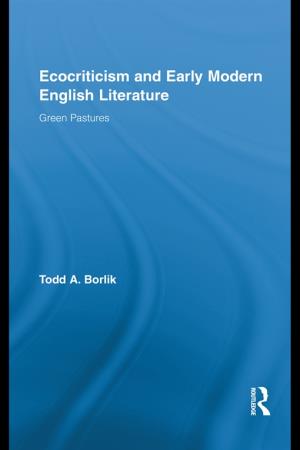 Ecocriticism and Early Modern
English Literature
Green Pastures
Todd A. Borlik
ROUTLEDGE